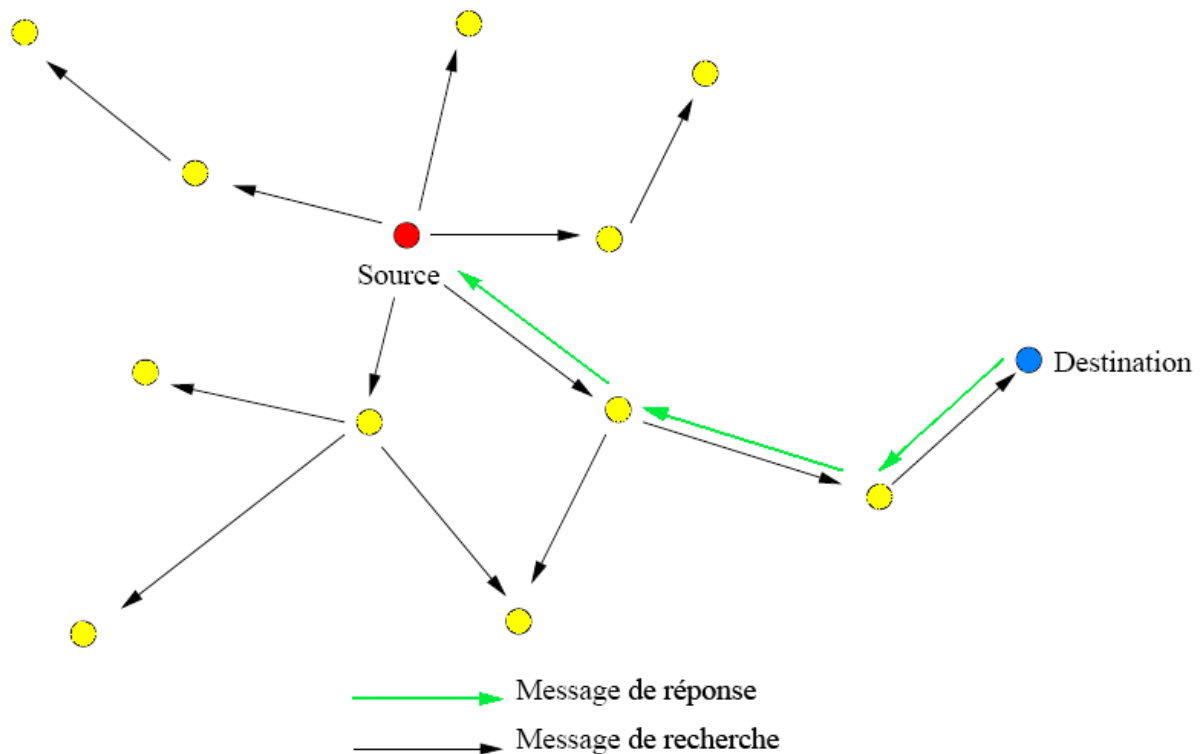 Source
Destination
Message de réponse
Message de recherche